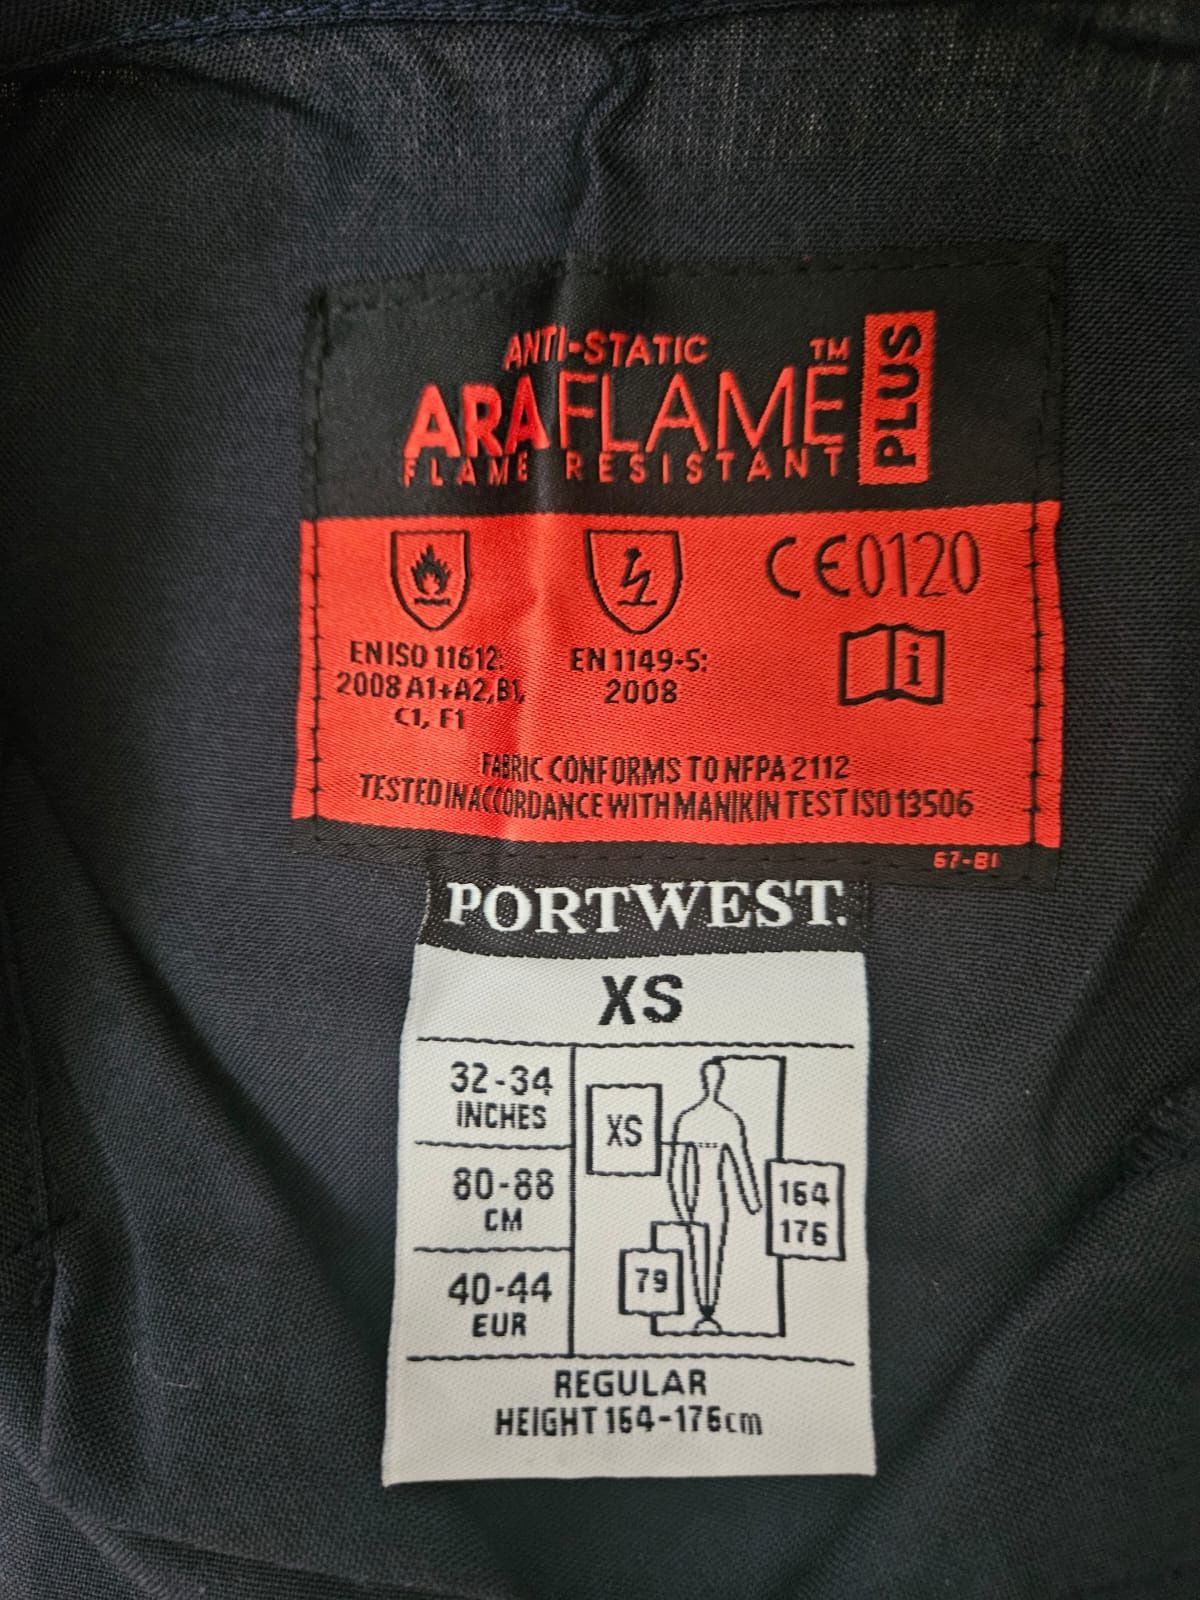 ANTI-STATIC
ARAFLAME™ PLUS
FLAME RESISTANT
CE0120
EN ISO 11612:
2008 A1+A2,B1,
C1, F1
EN 1149-5:
2008
i
FABRIC CONFORMS TO NFPA 2112
TESTED IN ACCORDANCE WITH MANIKIN TEST ISO 13506
67-BI
PORTWEST.
XS
32-34
INCHES
80-88
CM
40-44
EUR
XS
164
176
79
REGULAR
HEIGHT 164-176cm